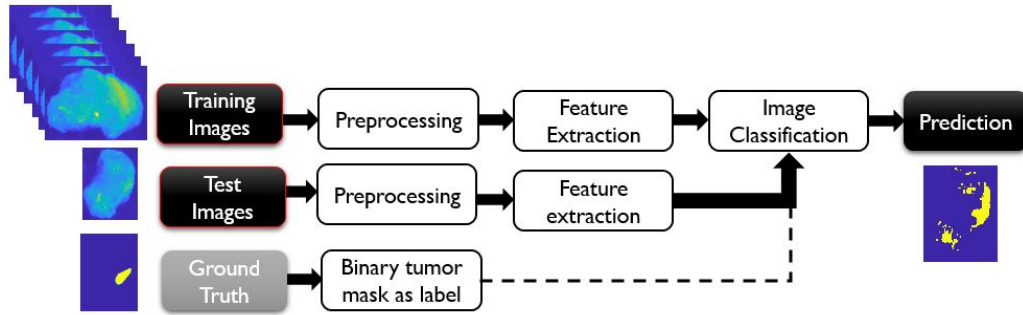 Training
Images
Preprocessing
Feature
Extraction
Image
Classification
Prediction
Test
Images
Preprocessing
Feature
extraction
Ground
Truth
Binary tumor
mask as label